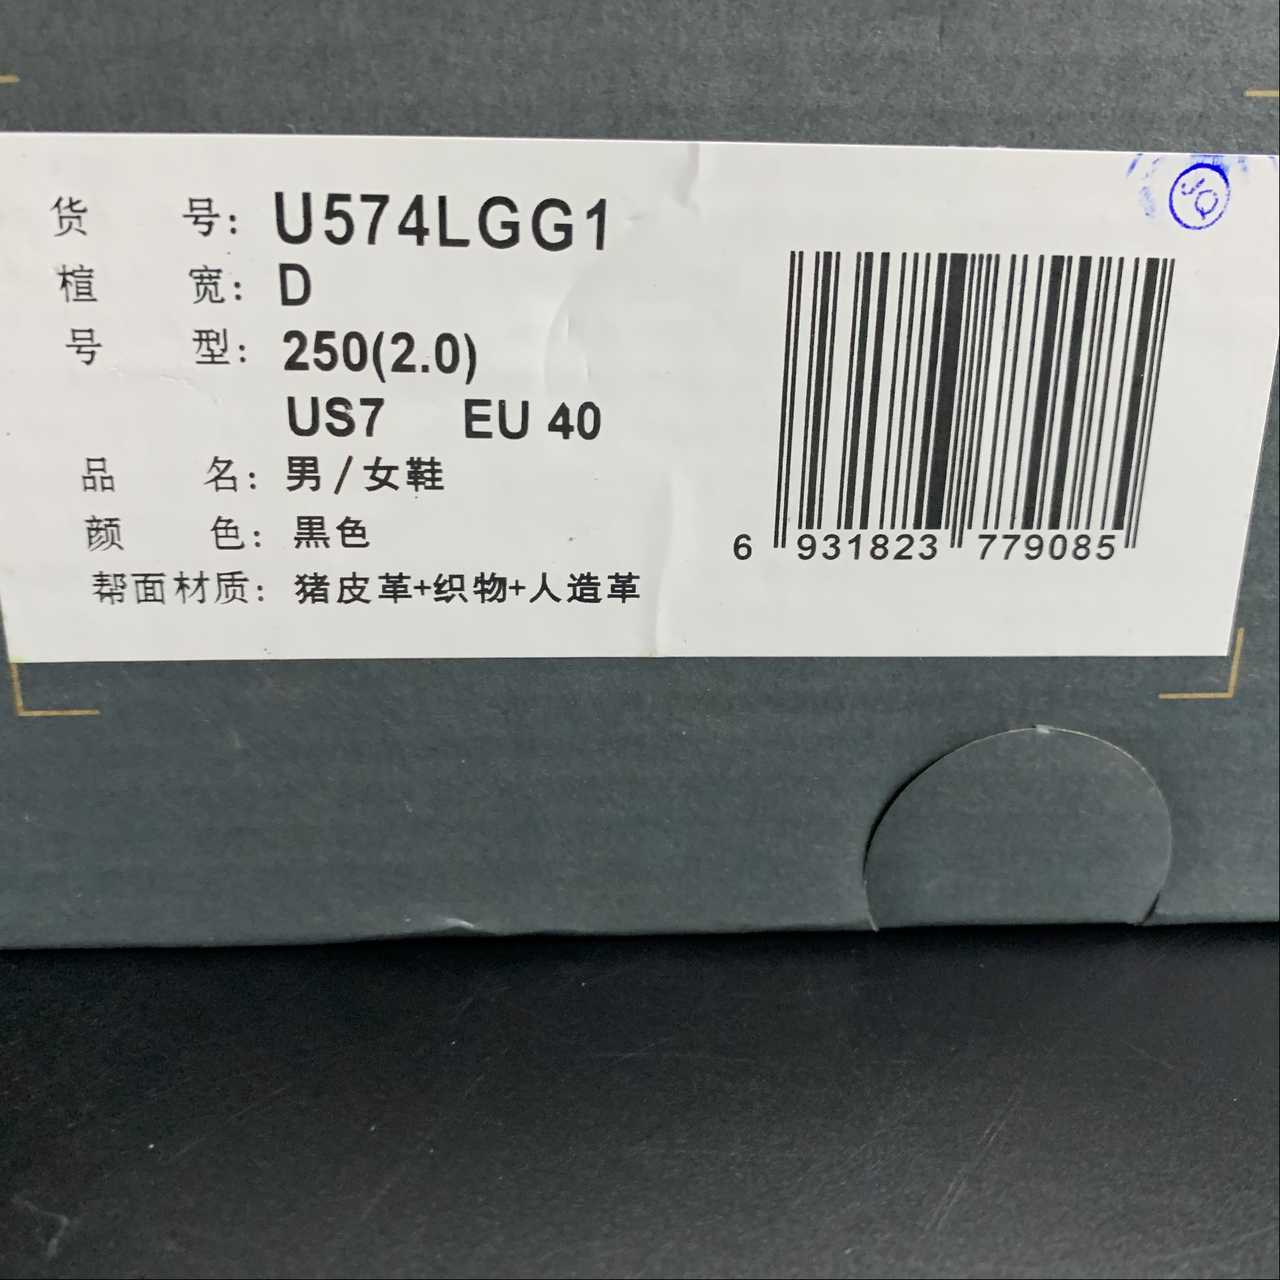 货 号：U574LGG1
楦 宽：D
号 型：250(2.0)
US7 EU 40
品 名：男/女鞋
颜 色：黑色
帮面材质：猪皮革+织物+人造革
6 931823 779085